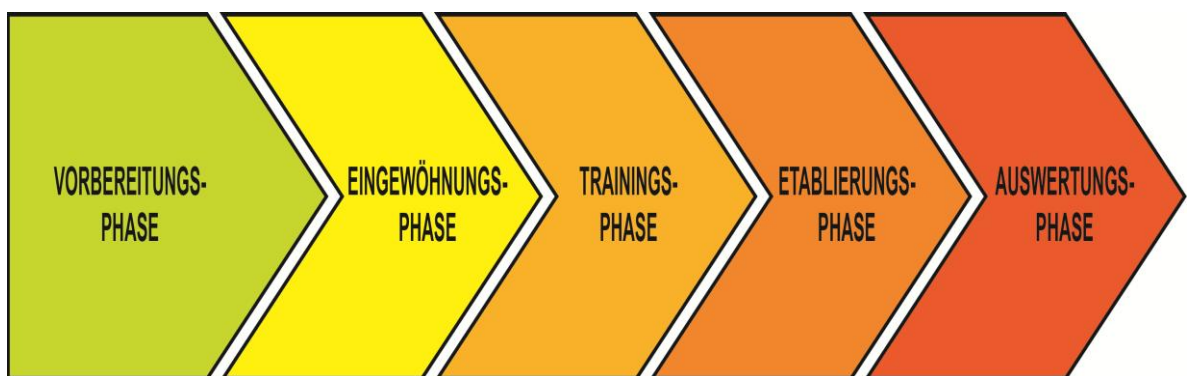 VORBEREITUNGS-
PHASE
EINGEWÖHNUNGS-
PHASE
TRAININGS-
PHASE
ETABLIERUNGS-
PHASE
AUSWERTUNGS-
PHASE